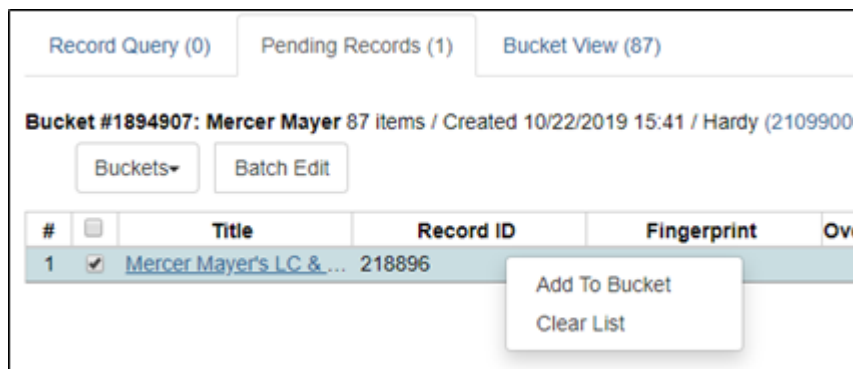 Record Query (0) Pending Records (1) Bucket View (87)
Bucket #1894907: Mercer Mayer 87 items / Created 10/22/2019 15:41 / Hardy (2109900
Buckets Batch Edit
# Title Record ID Fingerprint Ov
1 Mercer Mayer's LC & ... 218896
Add To Bucket
Clear List